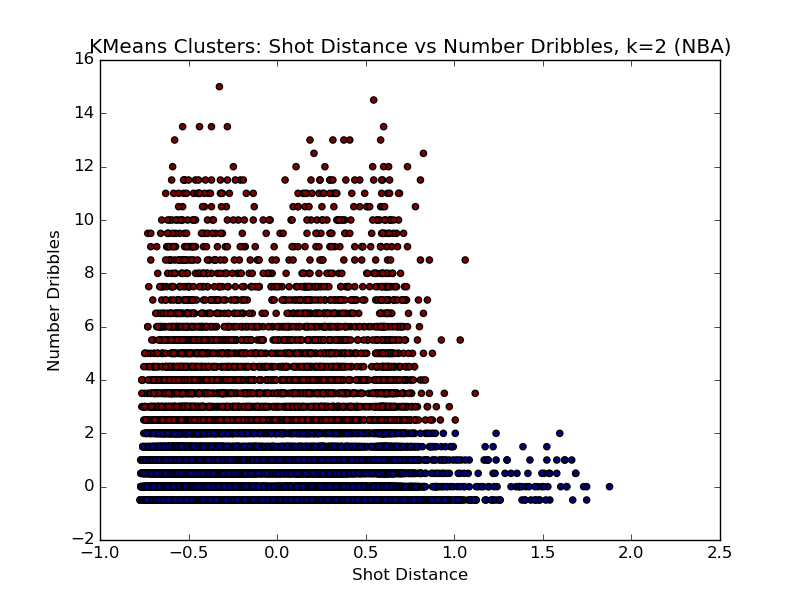 KMeans Clusters: Shot Distance vs Number Dribbles, k=2 (NBA)
16
14
12
10
8
6
4
2
0
−2
Number Dribbles
−1.0 −0.5 0.0 0.5 1.0 1.5 2.0 2.5
Shot Distance